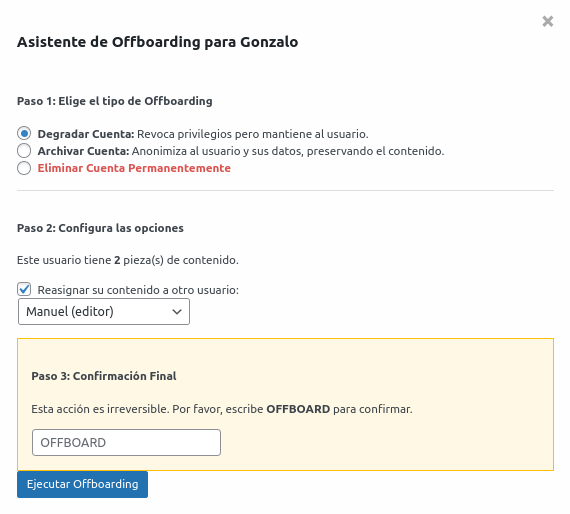 Asistente de Offboarding para Gonzalo
Paso 1: Elige el tipo de Offboarding
Degradar Cuenta: Revoca privilegios pero mantiene al usuario.
Archivar Cuenta: Anonimiza al usuario y sus datos, preservando el contenido.
Eliminar Cuenta Permanentemente
Paso 2: Configura las opciones
Este usuario tiene 2 pieza(s) de contenido.
Reasignar su contenido a otro usuario:
Manuel (editor)
Paso 3: Confirmación Final
Esta acción es irreversible. Por favor, escribe OFFBOARD para confirmar.
OFFBOARD
Ejecutar Offboarding